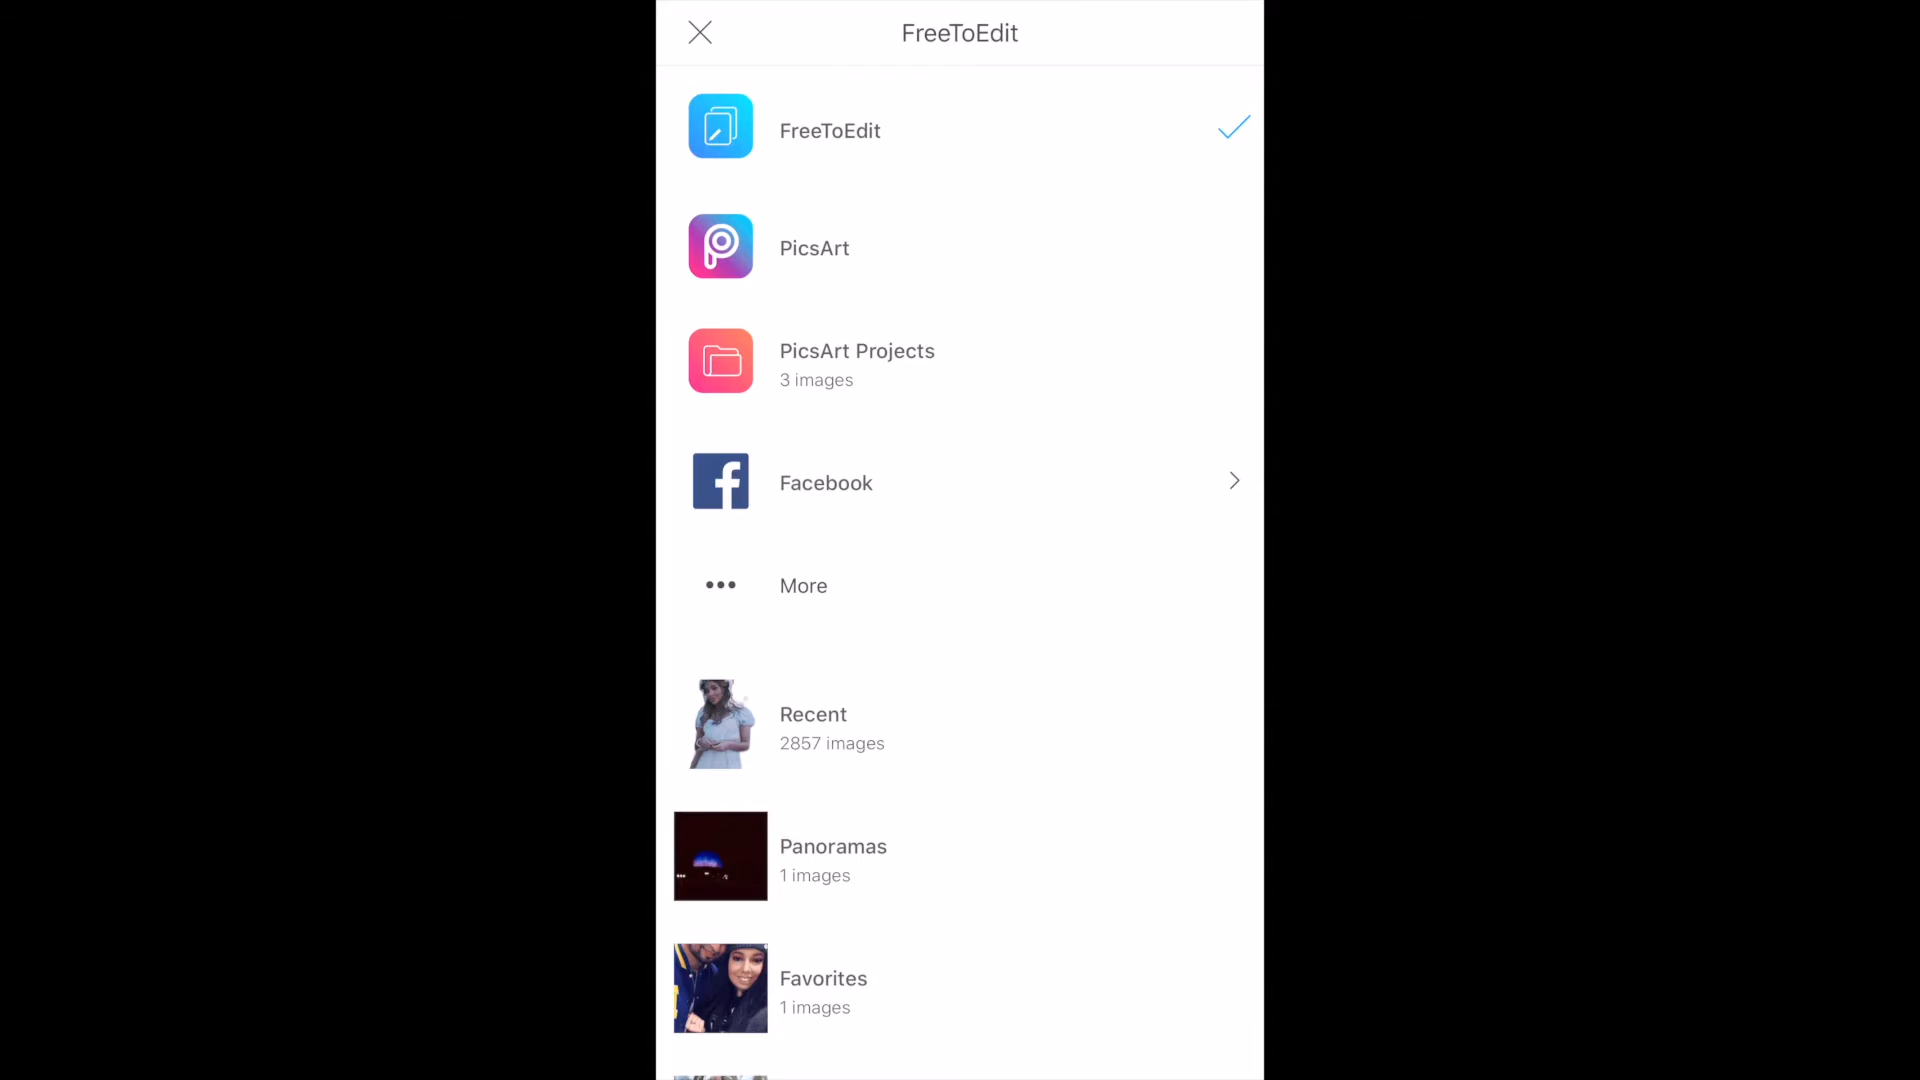 FreeToEdit
FreeToEdit
PicsArt
PicsArt Projects
3 images
Facebook
More
Recent
2857 images
Panoramas
1 images
Favorites
1 images